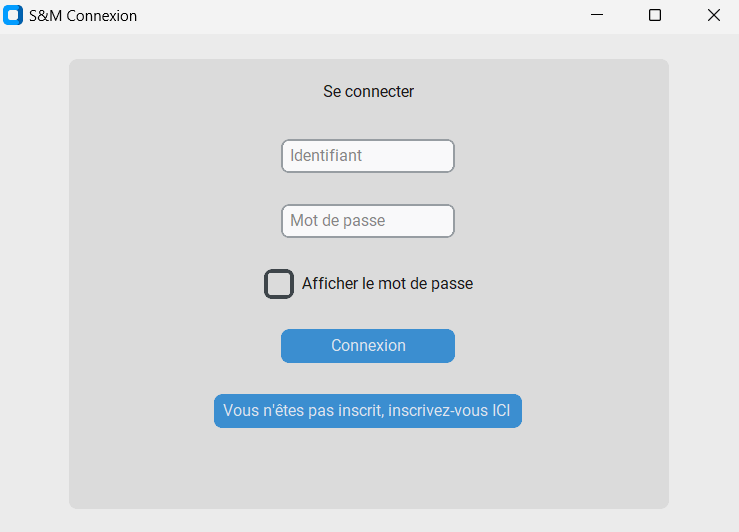 S&M Connexion
Se connecter
Identifiant
Mot de passe
Afficher le mot de passe
Connexion
Vous n'êtes pas inscrit, inscrivez-vous ICI